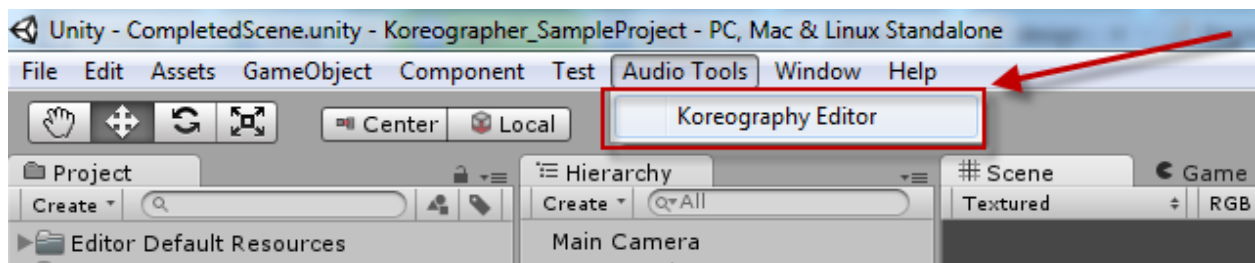 Unity - CompletedScene.unity - Koreographer_SampleProject - PC, Mac & Linux Standalone
File Edit Assets GameObject Component Test Audio Tools Window Help
Center Local Koreography Editor
Project Hierarchy # Scene Game
Create All Create Textured RGB
Editor Default Resources Main Camera